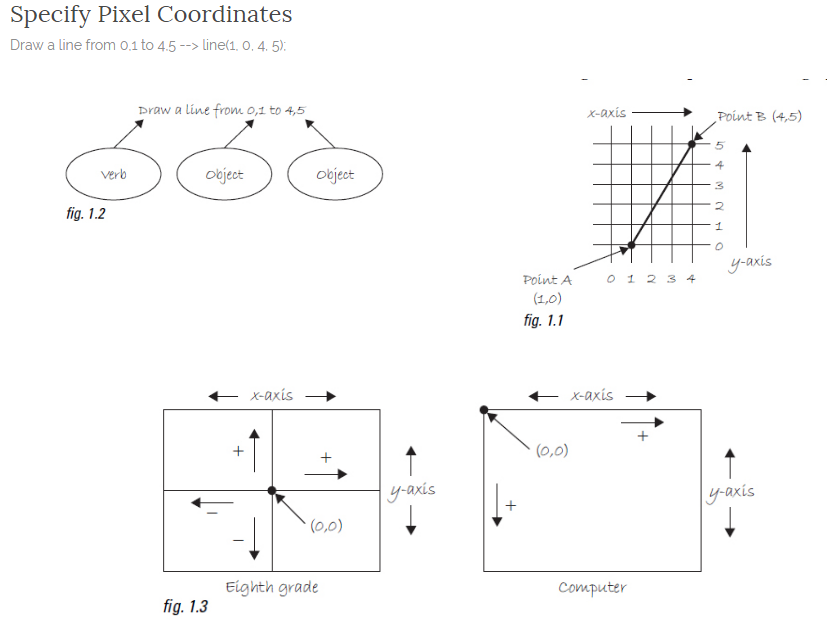 Specify Pixel Coordinates
Draw a line from 0,1 to 4,5 --> line(1, 0, 4, 5);
Draw a line from 0,1 to 4,5
Verb
Object
Object
fig. 1.2
x-axis
Point B (4,5)
5
4
3
2
1
0
y-axis
Point A
(1,0)
0 1 2 3 4
fig. 1.1
x-axis
+
+
y-axis
–
–
(0,0)
Eighth grade
fig. 1.3
x-axis
+
(0,0)
y-axis
+
Computer